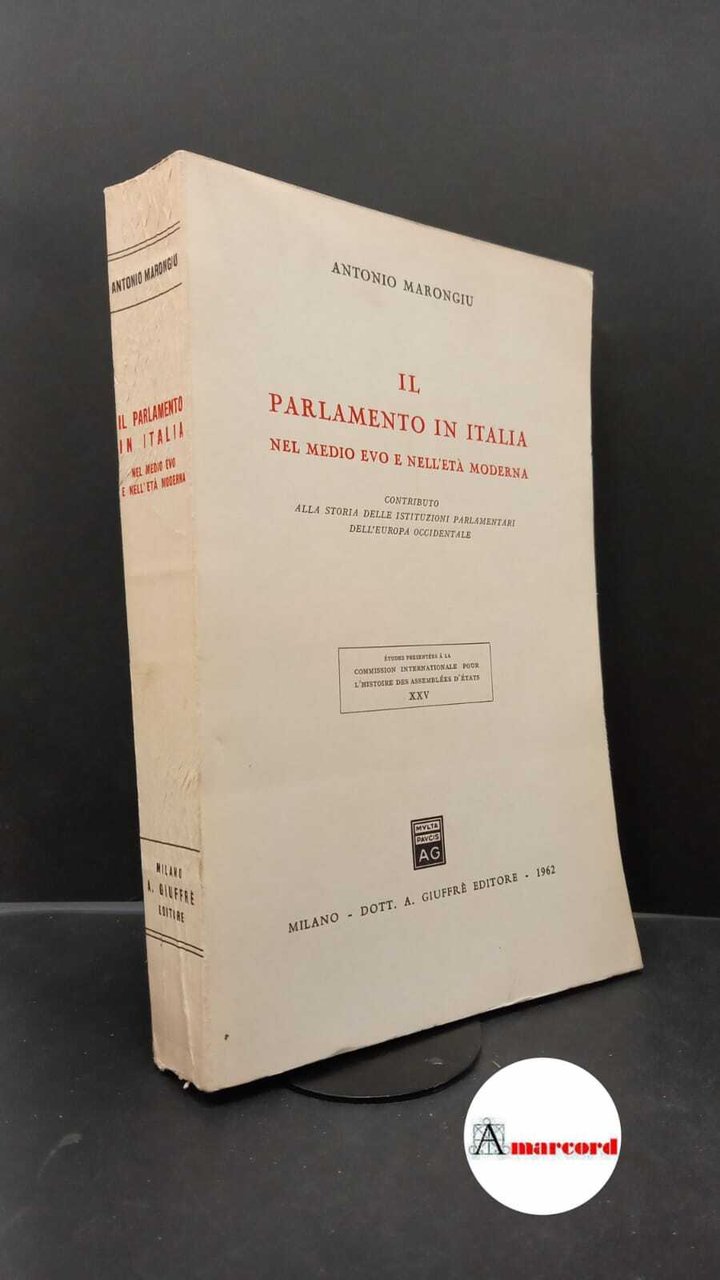 ANTONIO MARONGIU
IL PARLAMENTO
IN ITALIA
NEL MEDIO EVO
E NELL'ETÀ MODERNA
MILANO
A. GIUFFRÈ
EDITORE
ANTONIO MARONGIU
IL
PARLAMENTO IN ITALIA
NEL MEDIO EVO E NELL'ETÀ MODERNA
CONTRIBUTO
ALLA STORIA DELLE ISTITUZIONI PARLAMENTARI
DELL'EUROPA OCCIDENTALE
ÉTUDES PRESENTÉES À LA
COMMISSION INTERNATIONALE POUR
L'HISTOIRE DES ASSEMBLÉES D'ÉTATS
XXV
MVLTA
PAVCIS
AG
MILANO - DOTT. A. GIUFFRÈ EDITORE - 1962
Amarcord